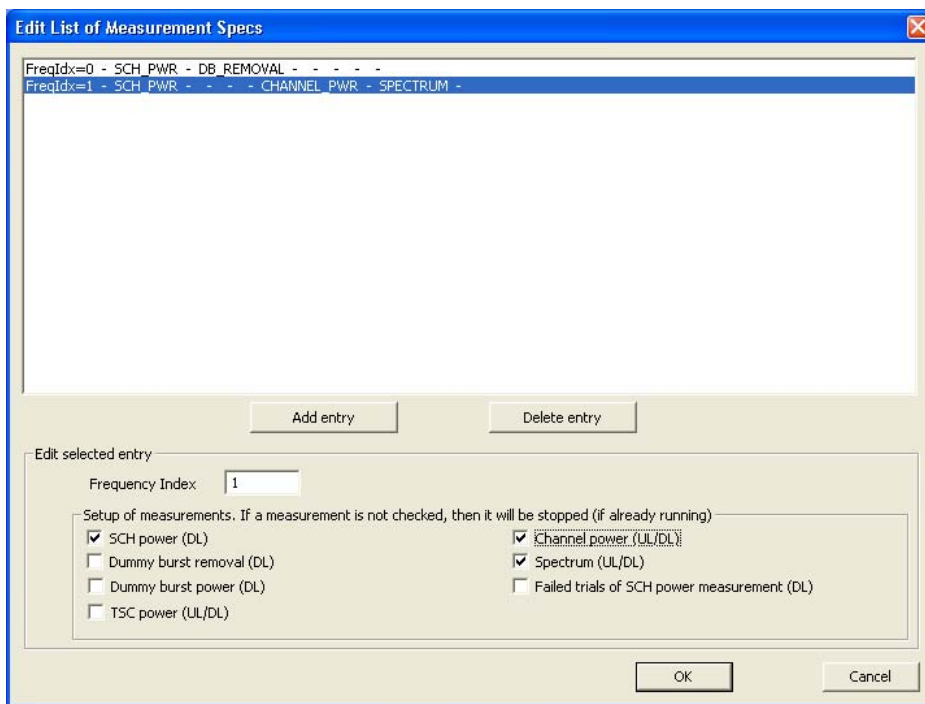 Edit List of Measurement Specs
FreqIdx=0 - SCH_PWR - DB_REMOVAL - - - - -
FreqIdx=1 - SCH_PWR - - - - CHANNEL_PWR - SPECTRUM -
Add entry
Delete entry
Edit selected entry
Frequency Index 1
Setup of measurements. If a measurement is not checked, then it will be stopped (if already running)
SCH power (DL)
Channel power (UL/DL)
Dummy burst removal (DL)
Spectrum (UL/DL)
Dummy burst power (DL)
Failed trials of SCH power measurement (DL)
TSC power (UL/DL)
OK
Cancel